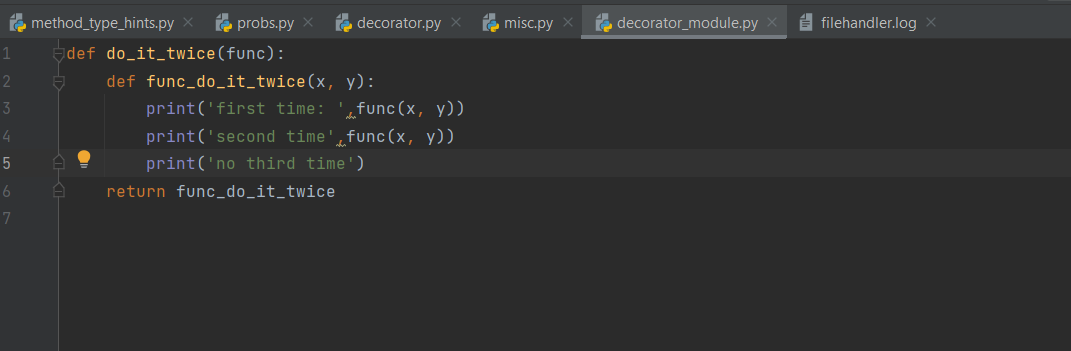 method_type_hints.py probs.py decorator.py misc.py decorator_module.py filehandler.log
1 def do_it_twice(func):
2     def func_do_it_twice(x, y):
3         print('first time: ',func(x, y))
4         print('second time',func(x, y))
5         print('no third time')
6     return func_do_it_twice
7